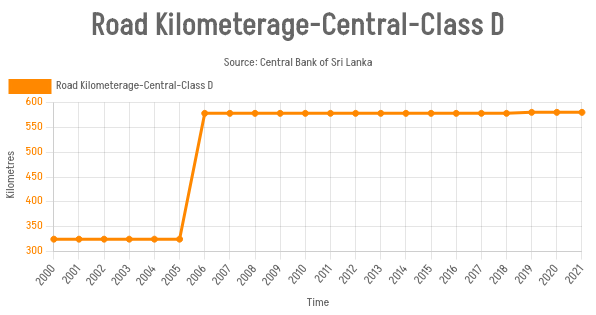 Road Kilometerage-Central-Class D
Source: Central Bank of Sri Lanka
Road Kilometerage-Central-Class D
600
550
500
450
400
350
300
Kilometres
2000 2001 2002 2003 2004 2005 2006 2007 2008 2009 2010 2011 2012 2013 2014 2015 2016 2017 2018 2019 2020 2021
Time